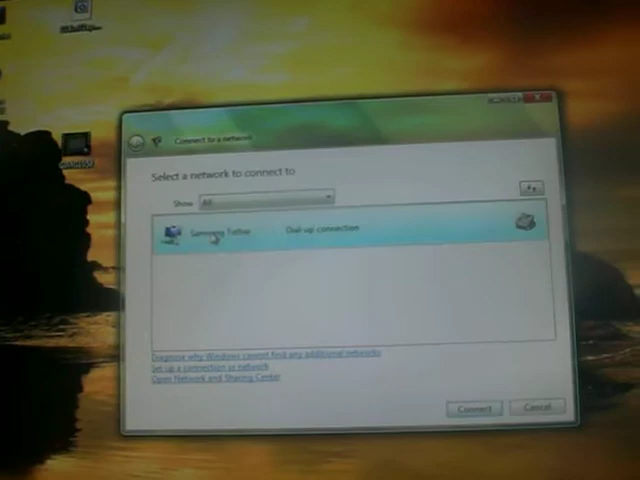 Connect to a network
Select a network to connect to
Show All
Samsung Tether Dial-up connection
Diagnose why Windows cannot find any additional networks
Set up a connection or network
Open Network and Sharing Center
Connect Cancel